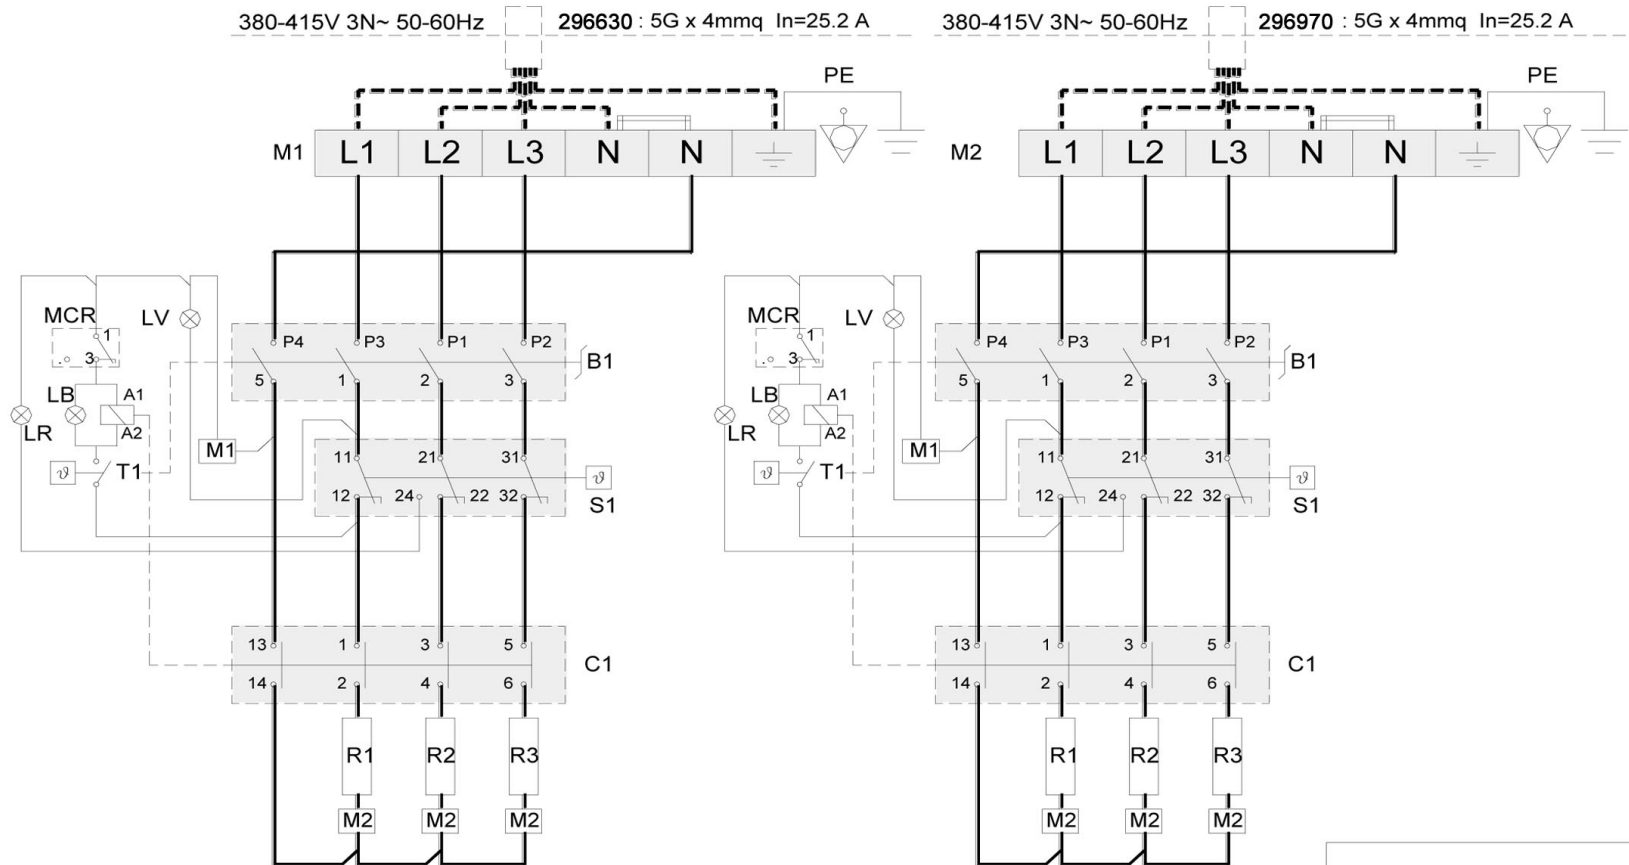 380-415V 3N~ 50-60Hz 296630 : 5G x 4mmq In=25.2 A
PE
M1 L1 L2 L3 N N
MCR LV
1
3
P4 P3 P1 P2
B1
5 1 2 3
LB A1
A2
LR
M1
T1
ϑ
11 21 31
ϑ
12 24 22 32
S1
13 1 3 5
C1
14 2 4 6
R1 R2 R3
M2 M2 M2
380-415V 3N~ 50-60Hz 296970 : 5G x 4mmq In=25.2 A
PE
M2 L1 L2 L3 N N
MCR LV
1
3
P4 P3 P1 P2
B1
5 1 2 3
LB A1
A2
LR
M1
T1
ϑ
11 21 31
ϑ
12 24 22 32
S1
13 1 3 5
C1
14 2 4 6
R1 R2 R3
M2 M2 M2